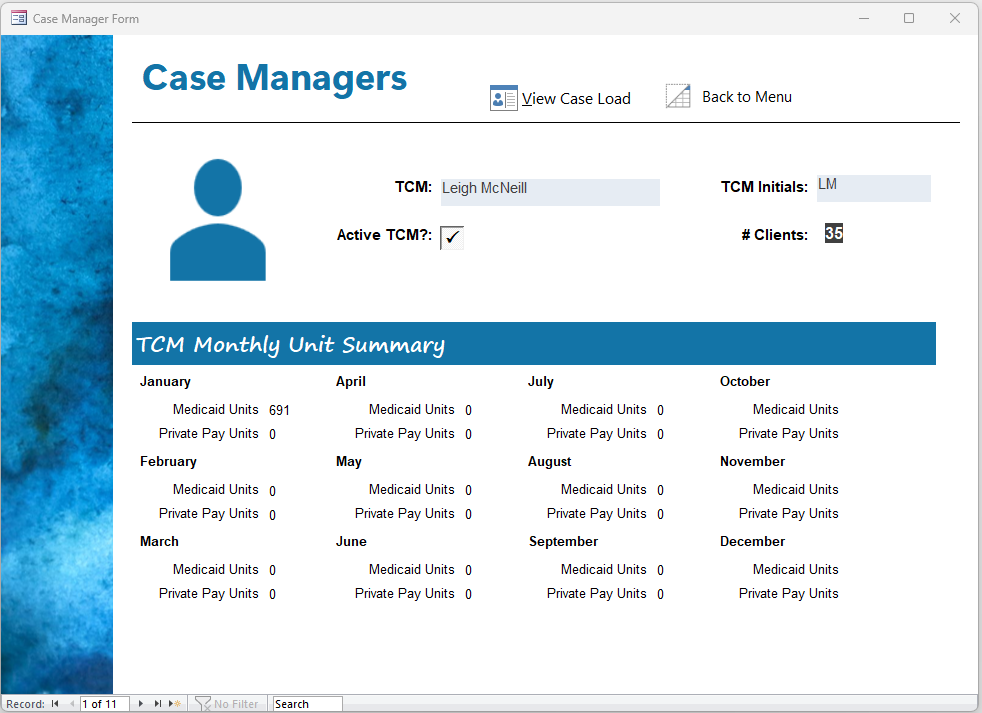 Case Manager Form
Case Managers
View Case Load
Back to Menu
TCM: Leigh McNeill
TCM Initials: LM
Active TCM?: ✓
# Clients: 35
TCM Monthly Unit Summary
January April July October
Medicaid Units 691 Medicaid Units 0 Medicaid Units 0 Medicaid Units
Private Pay Units 0 Private Pay Units 0 Private Pay Units 0 Private Pay Units
February May August November
Medicaid Units 0 Medicaid Units 0 Medicaid Units 0 Medicaid Units
Private Pay Units 0 Private Pay Units 0 Private Pay Units 0 Private Pay Units
March June September December
Medicaid Units 0 Medicaid Units 0 Medicaid Units 0 Medicaid Units
Private Pay Units 0 Private Pay Units 0 Private Pay Units 0 Private Pay Units
Record: 1 of 11 No Filter Search